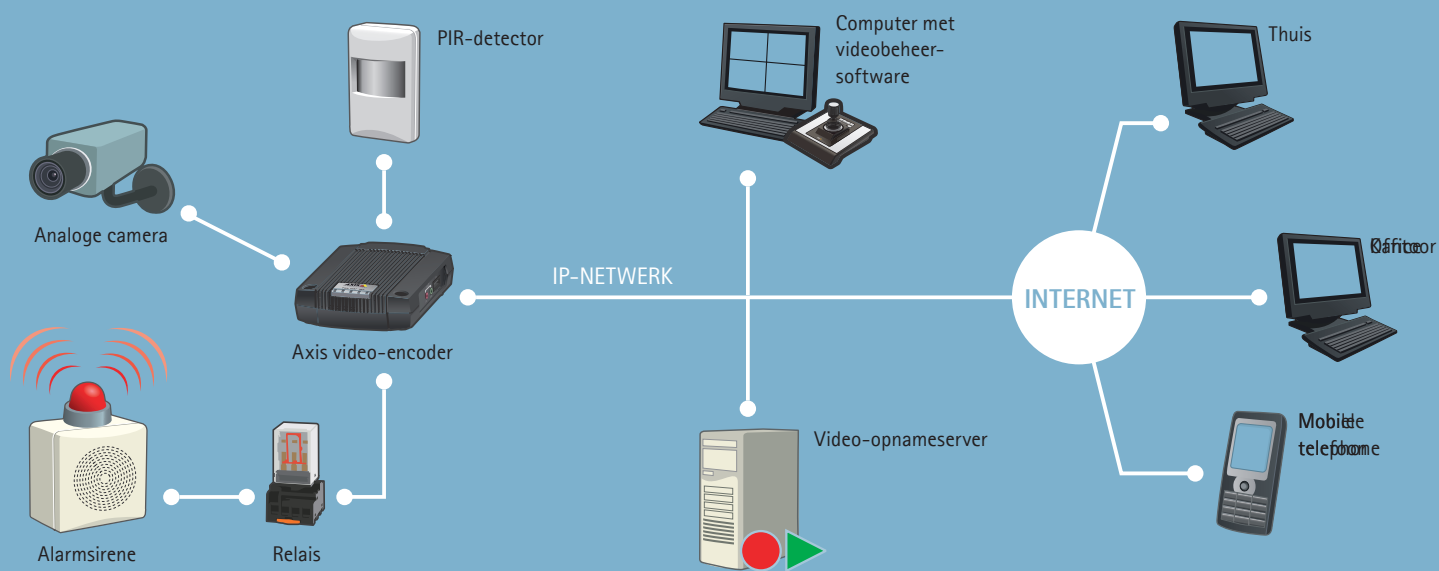 PIR-detector
Computer met
videobeheer-
software
Thuis
Analoge camera
IP-NETWERK
INTERNET
Axis video-encoder
Video-opnameserver
Alarmsirene
Relais